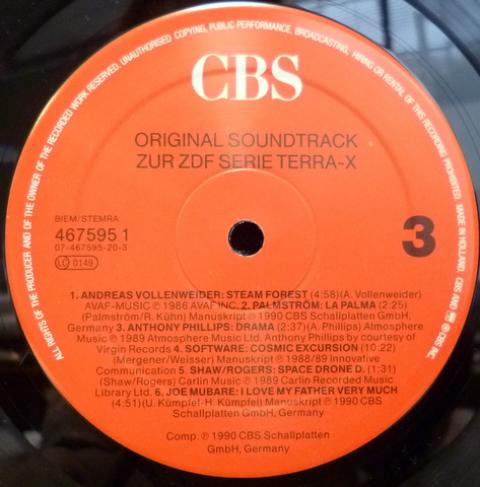 ALL RIGHTS OF THE PRODUCER AND OF THE OWNER OF THE RECORDED WORK RESERVED. UNAUTHORISED COPYING, PUBLIC PERFORMANCE, BROADCASTING, HIRING OR RENTAL OF THIS RECORDING PROHIBITED. MADE IN HOLLAND.
CBS
ORIGINAL SOUNDTRACK
ZUR ZDF SERIE TERRA-X
BIEM/STEMRA
467595 1
07-467595-20-3
LC 0149
3
1. ANDREAS VOLLENWEIDER: STEAM FOREST (4:58) (A. Vollenweider)
AVAF-MUSIC ℗ 1986 AVAF INC. 2. PALMSTRÖM: LA PALMA (2:25)
(Palmström/R. Kühn) Manuskript ℗ 1990 CBS Schallplatten GmbH,
Germany 3. ANTHONY PHILLIPS: DRAMA (2:37) (A. Phillips) Atmosphere
Music ℗ 1989 Atmosphere Music Ltd. Anthony Phillips by courtesy of
Virgin Records 4. SOFTWARE: COSMIC EXCURSION (10:22)
(Mergener/Weisser) Manuskript ℗ 1988/89 Innovative
Communication 5. SHAW/ROGERS: SPACE DRONE D. (1:31)
(Shaw/Rogers) Carlin Music ℗ 1989 Carlin Recorded Music
Library Ltd. 6. JOE MUBARE: I LOVE MY FATHER VERY MUCH
(4:51) (U. Kümpfel-H. Kümpfel) Manuskript ℗ 1990 CBS
Schallplatten GmbH, Germany
Comp. ℗ 1990 CBS Schallplatten
GmbH, Germany